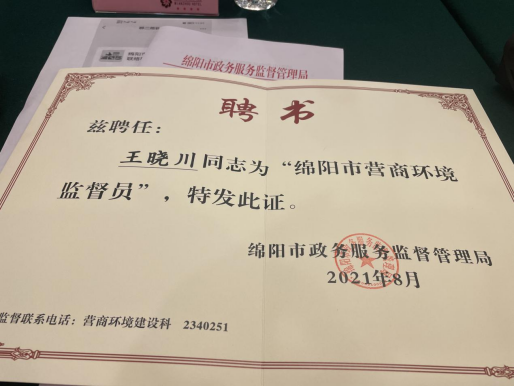 绵阳市政务服务监督管理局
聘书
兹聘任：
王晓川同志为“绵阳市营商环境
监督员”，特发此证。
绵阳市政务服务监督管理局
2021年8月
监督联系电话：营商环境建设科 2340251